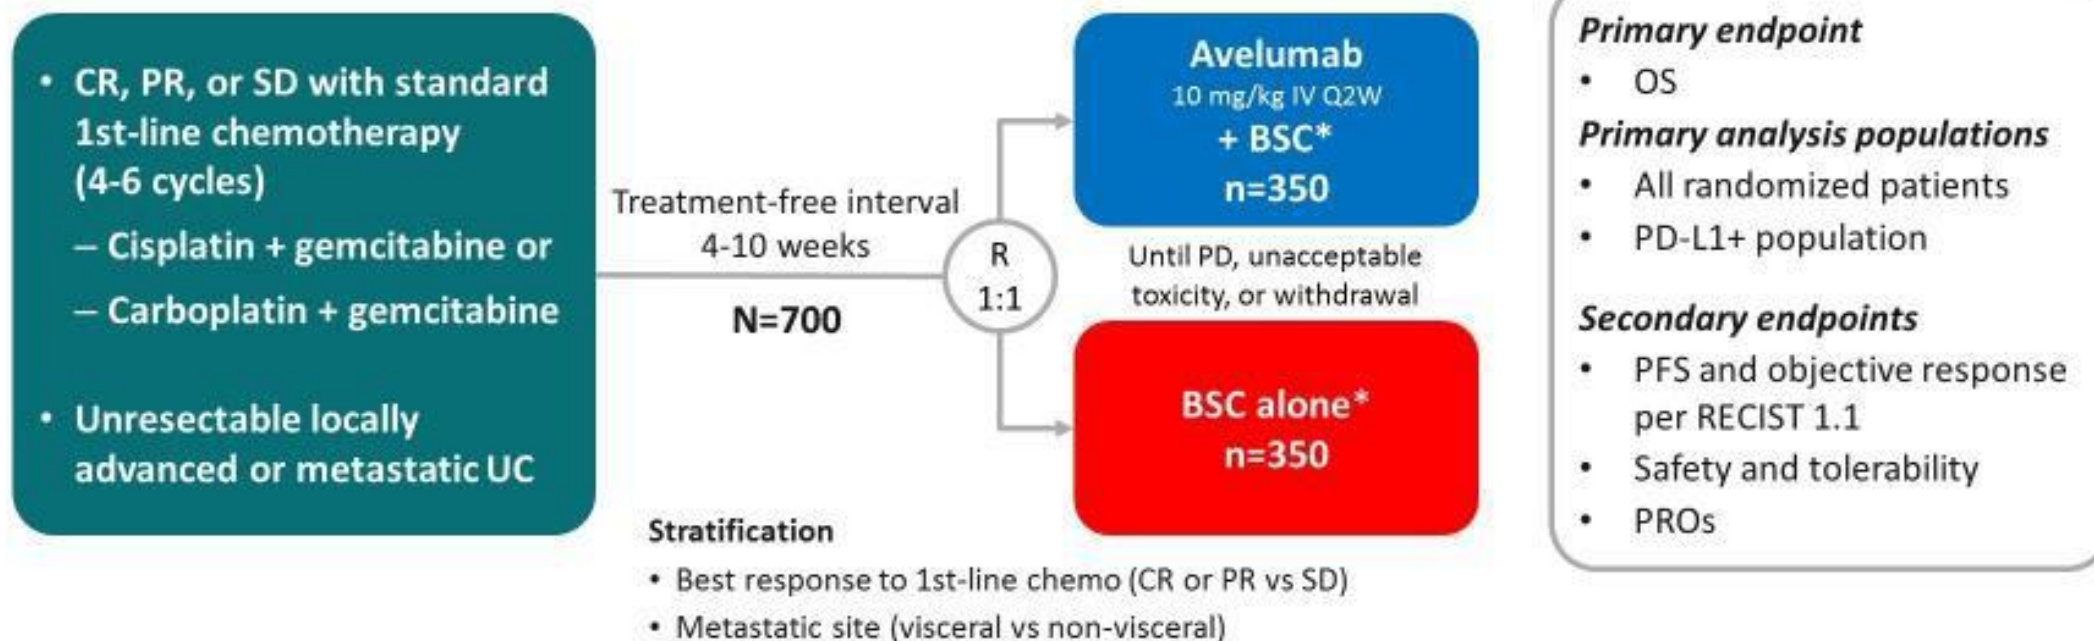 • CR, PR, or SD with standard
1st-line chemotherapy
(4-6 cycles)
– Cisplatin + gemcitabine or
– Carboplatin + gemcitabine
• Unresectable locally
advanced or metastatic UC
Treatment-free interval
4-10 weeks
N=700
R
1:1
Avelumab
10 mg/kg IV Q2W
+ BSC*
n=350
Until PD, unacceptable
toxicity, or withdrawal
BSC alone*
n=350
Stratification
• Best response to 1st-line chemo (CR or PR vs SD)
• Metastatic site (visceral vs non-visceral)
Primary endpoint
• OS
Primary analysis populations
• All randomized patients
• PD-L1+ population
Secondary endpoints
• PFS and objective response
per RECIST 1.1
• Safety and tolerability
• PROs